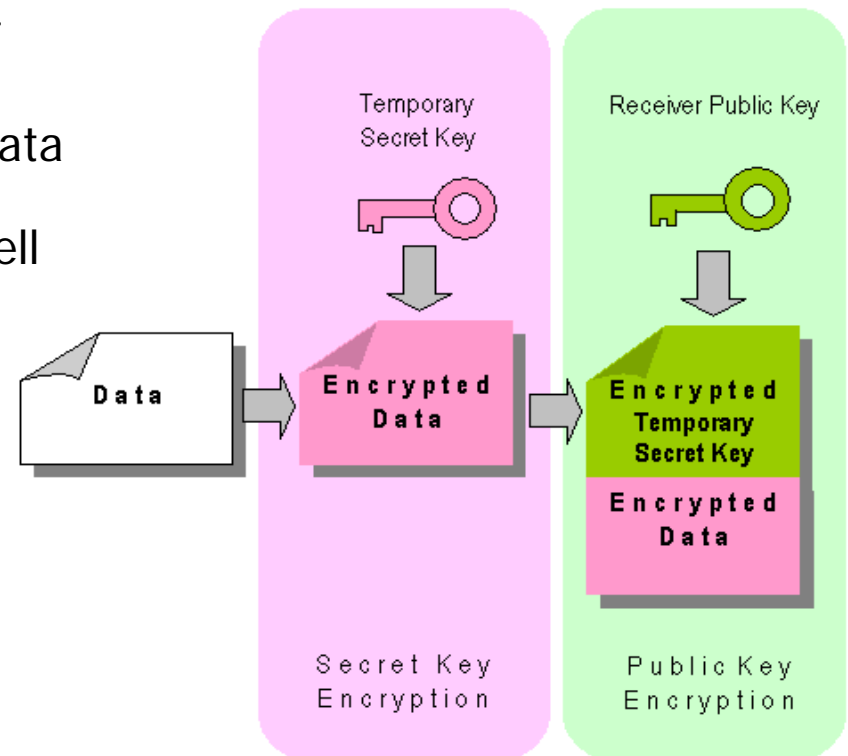 ata
ell
Temporary
Secret Key
Receiver Public Key
Data
Encrypted
Data
Encrypted
Temporary
Secret Key
Encrypted
Data
Secret Key
Encryption
Public Key
Encryption